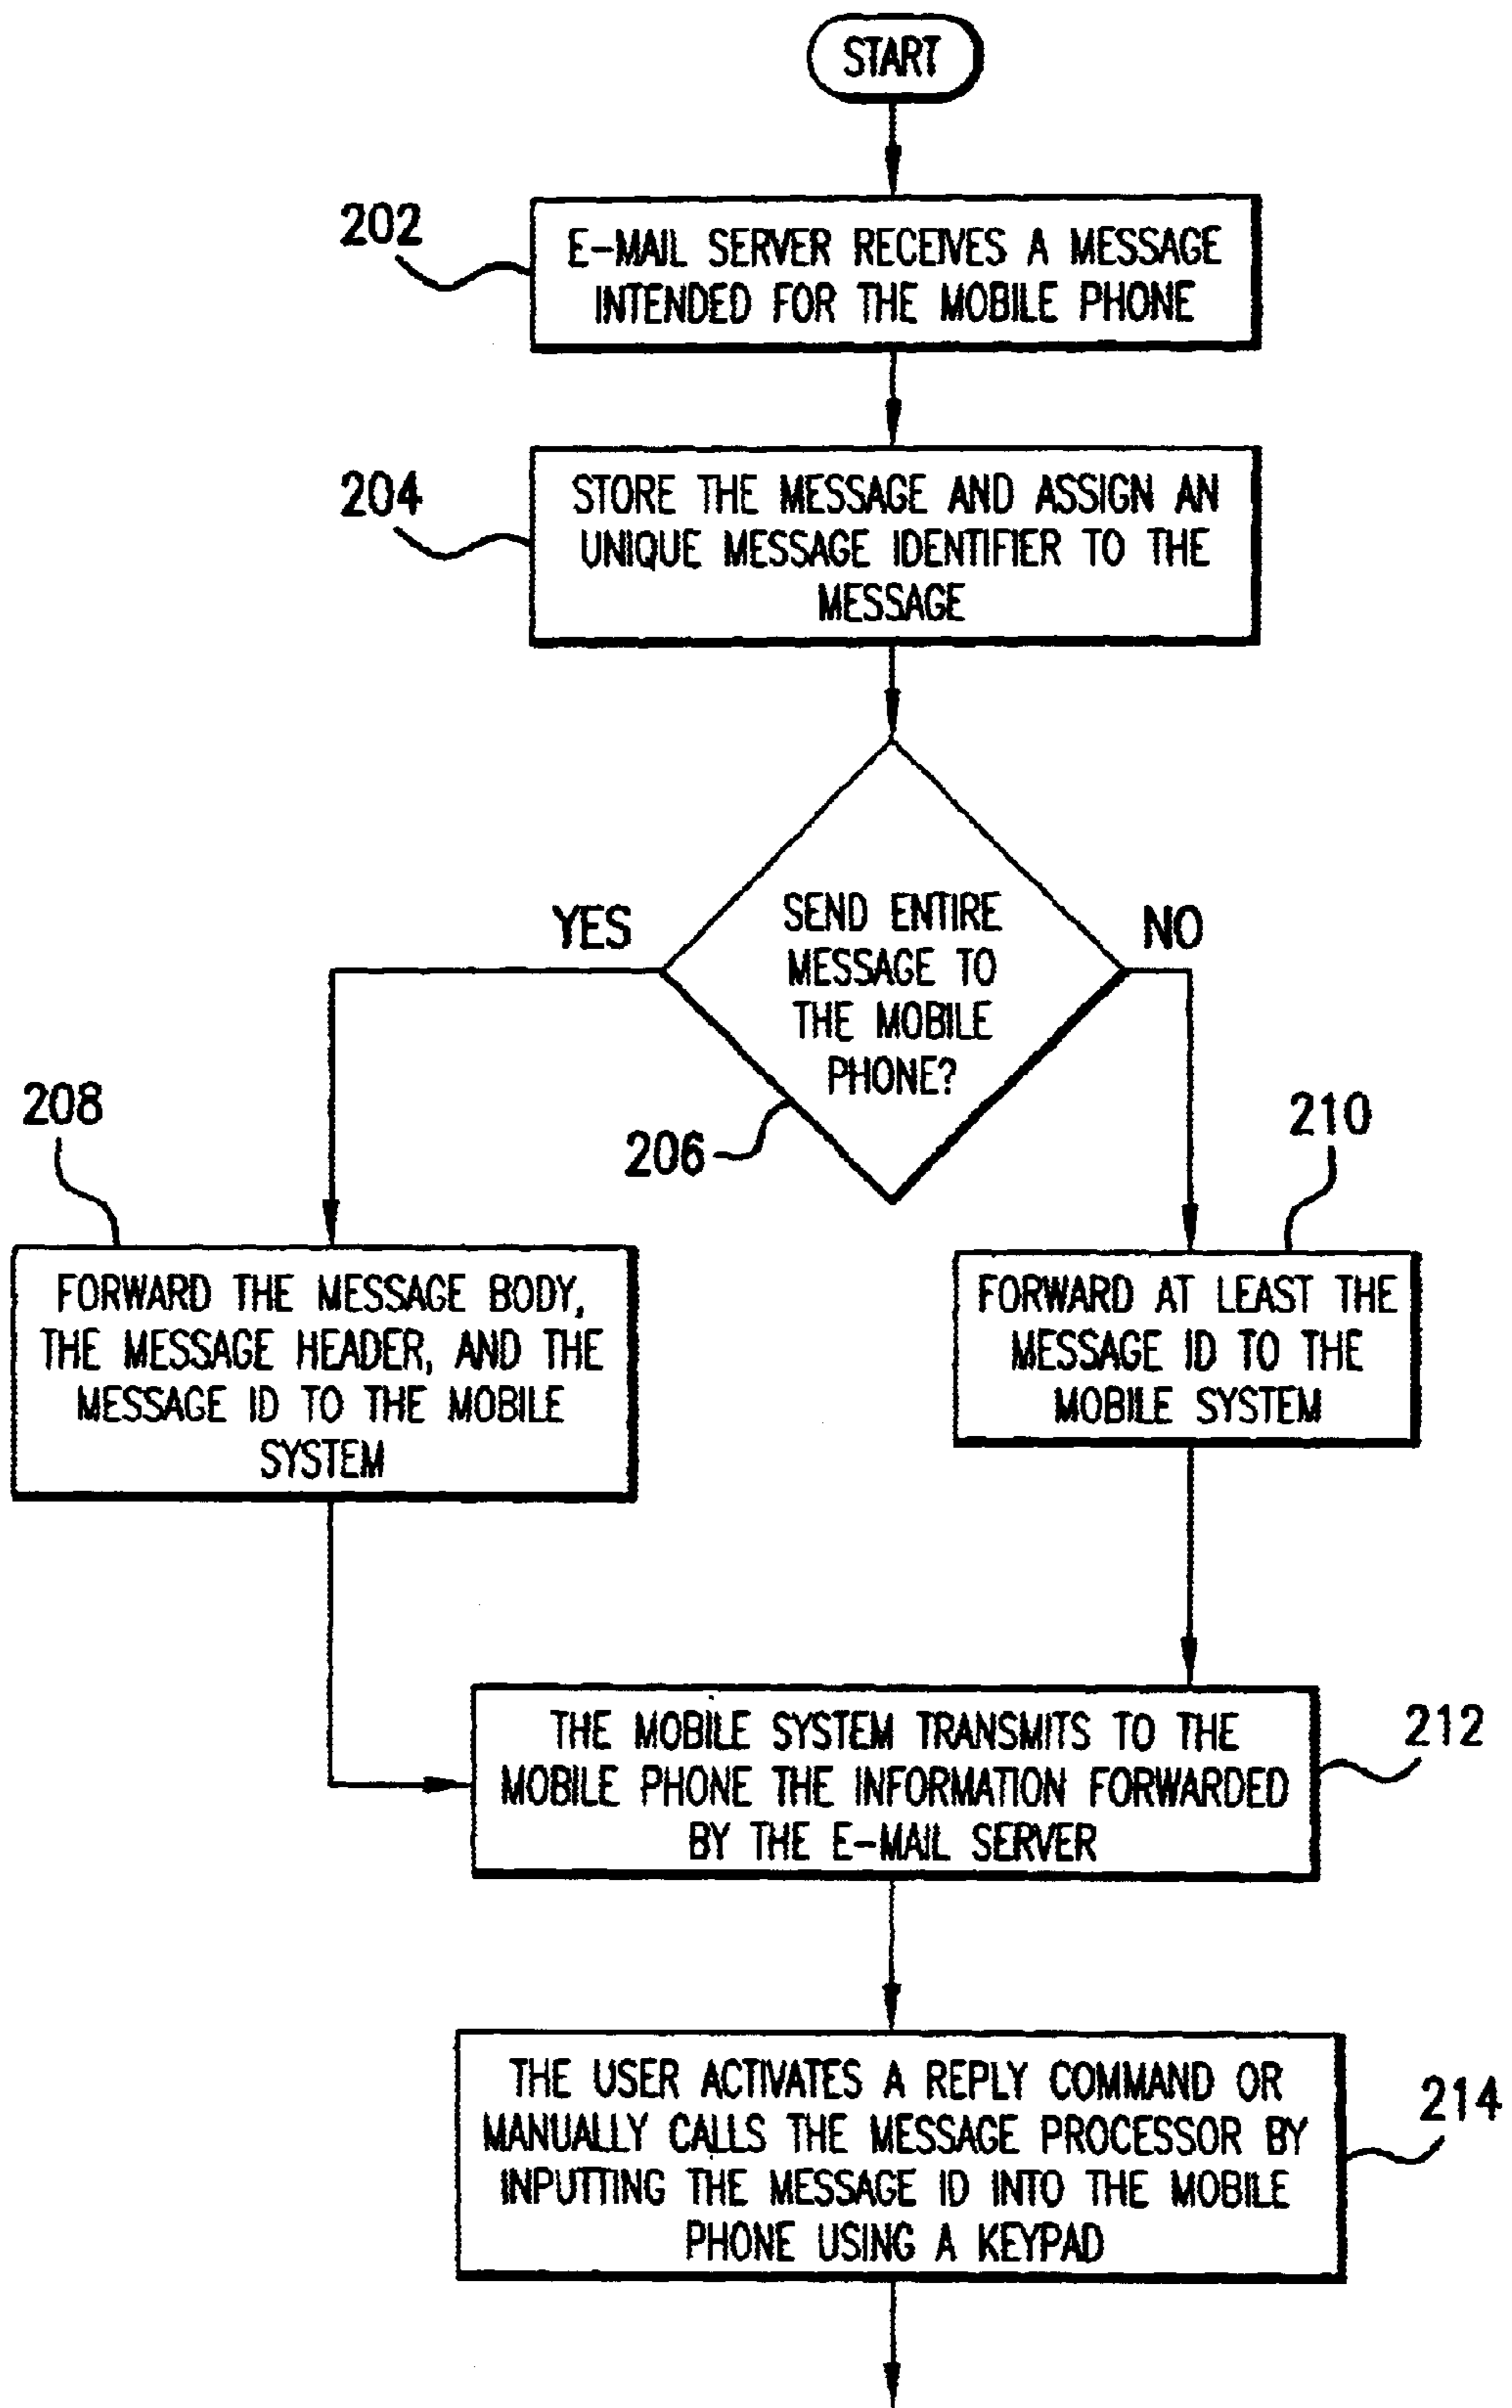 START
202
E-MAIL SERVER RECEIVES A MESSAGE
INTENDED FOR THE MOBILE PHONE
204
STORE THE MESSAGE AND ASSIGN AN
UNIQUE MESSAGE IDENTIFIER TO THE
MESSAGE
YES
SEND ENTIRE
MESSAGE TO
THE MOBILE
PHONE?
NO
206
208
FORWARD THE MESSAGE BODY,
THE MESSAGE HEADER, AND THE
MESSAGE ID TO THE MOBILE
SYSTEM
210
FORWARD AT LEAST THE
MESSAGE ID TO THE
MOBILE SYSTEM
THE MOBILE SYSTEM TRANSMITS TO THE
MOBILE PHONE THE INFORMATION FORWARDED
BY THE E-MAIL SERVER
212
THE USER ACTIVATES A REPLY COMMAND OR
MANUALLY CALLS THE MESSAGE PROCESSOR BY
INPUTTING THE MESSAGE ID INTO THE MOBILE
PHONE USING A KEYPAD
214